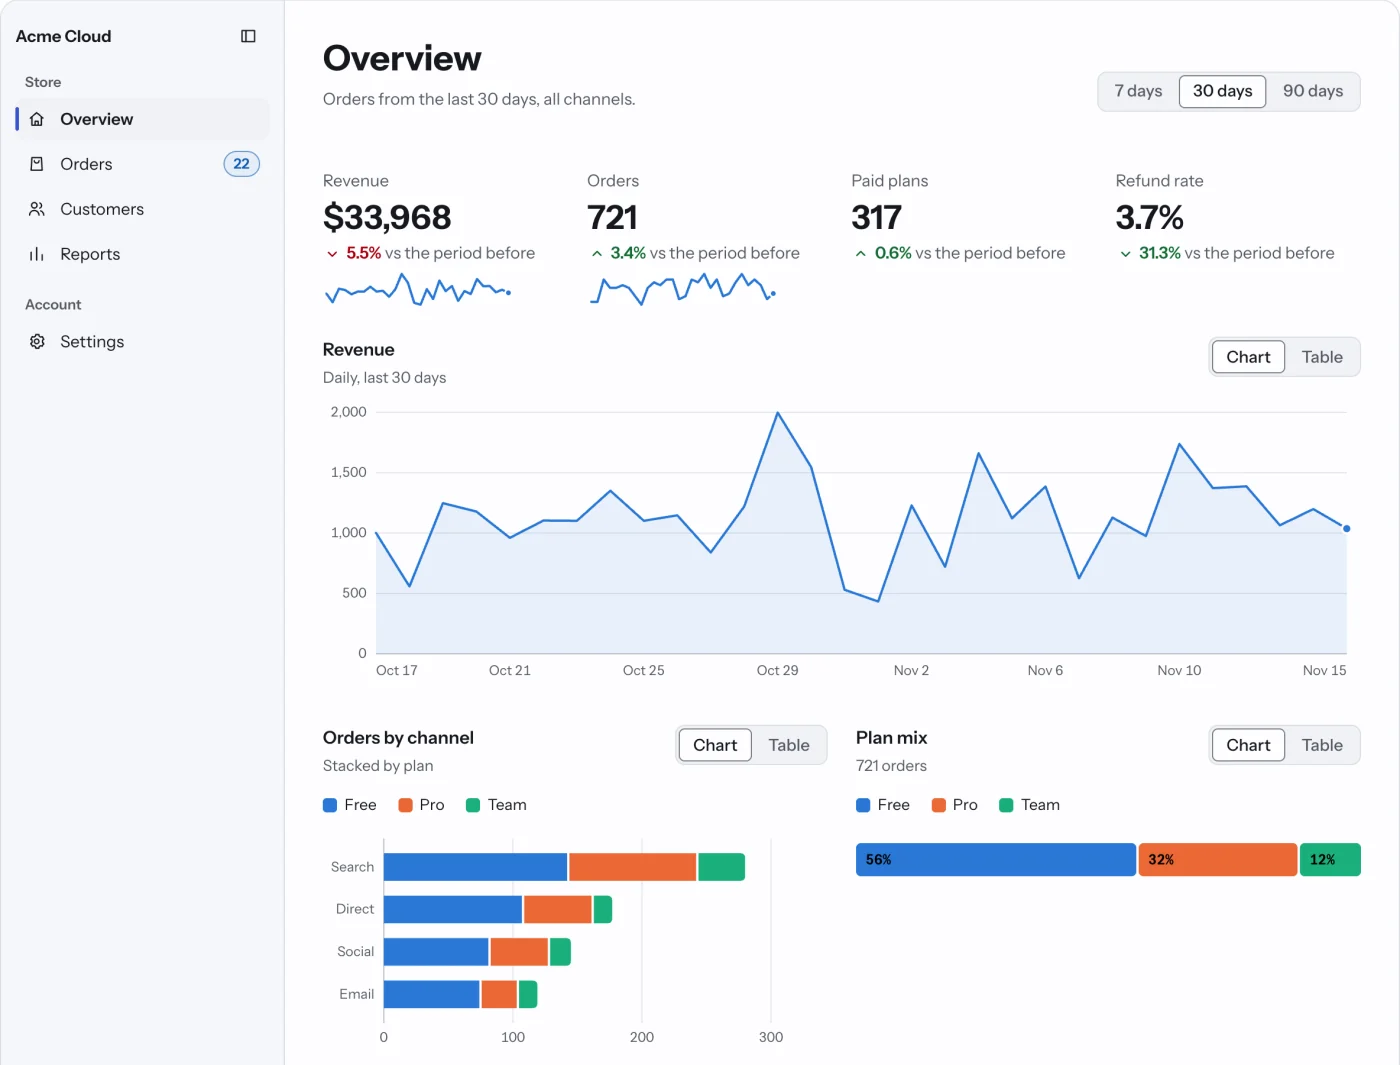 Acme Cloud
Store
Overview
Orders 22
Customers
Reports
Account
Settings
Overview
Orders from the last 30 days, all channels.
7 days 30 days 90 days
Revenue
$33,968
5.5% vs the period before
Orders
721
3.4% vs the period before
Paid plans
317
0.6% vs the period before
Refund rate
3.7%
31.3% vs the period before
Revenue
Daily, last 30 days
Chart Table
2,000
1,500
1,000
500
0
Oct 17 Oct 21 Oct 25 Oct 29 Nov 2 Nov 6 Nov 10 Nov 15
Orders by channel
Stacked by plan
Chart Table
Free Pro Team
Search
Direct
Social
Email
0 100 200 300
Plan mix
721 orders
Chart Table
Free Pro Team
56% 32% 12%